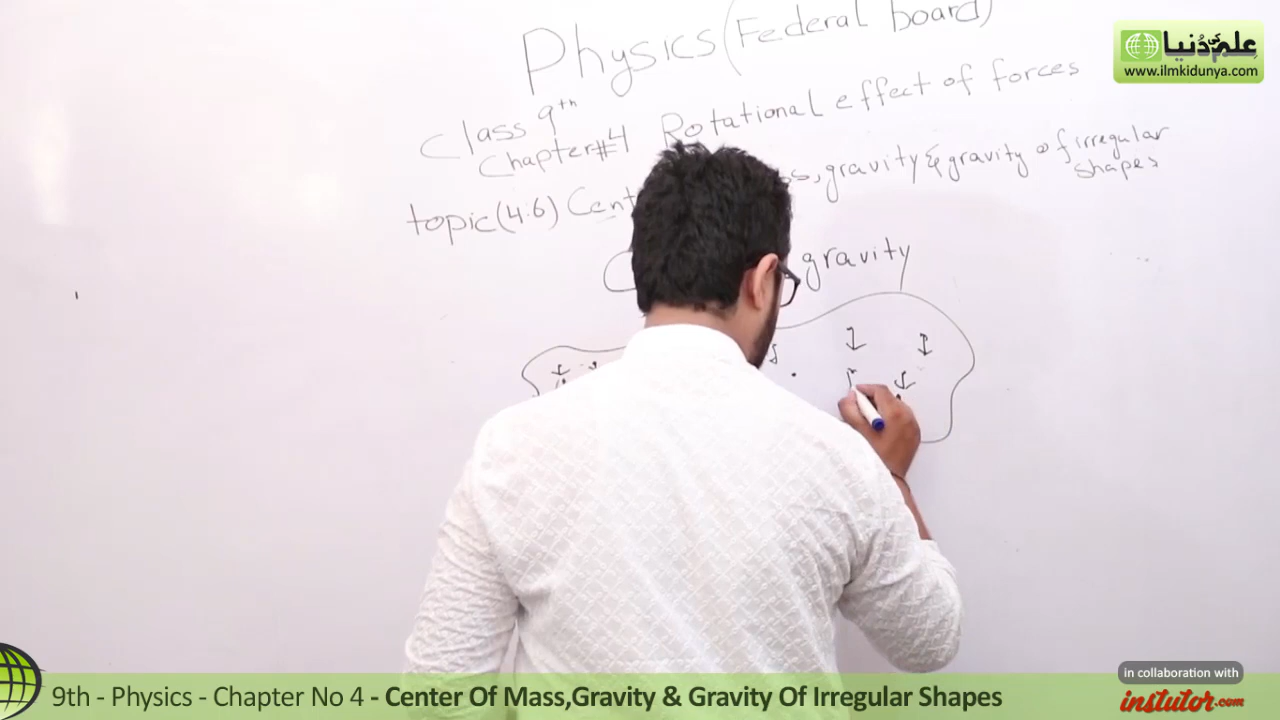 Physics (Federal board)
علم کی دُنیا
www.ilmkidunya.com
Class 9th
Chapter#4 Rotational effect of forces
topic (4:6) Cent , gravity & gravity of irregular shapes
gravity
in collaboration with
instutor.com
9th - Physics - Chapter No 4 - Center Of Mass,Gravity & Gravity Of Irregular Shapes